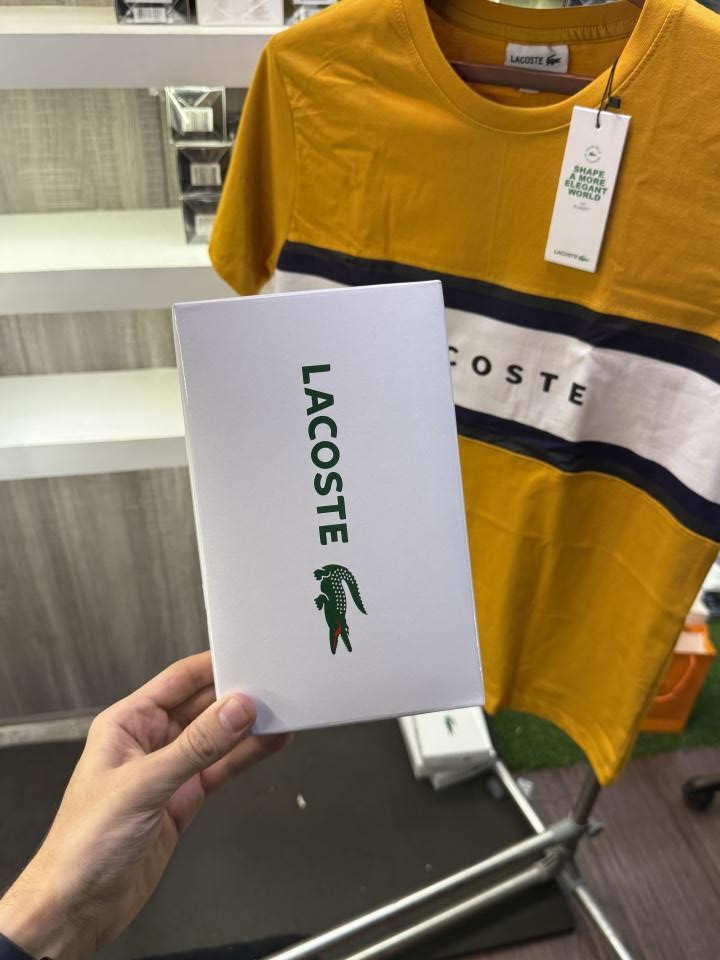 LACOSTE
SHAPE
A MORE
ELEGANT
WORLD
LACOSTE
COSTE
LACOSTE